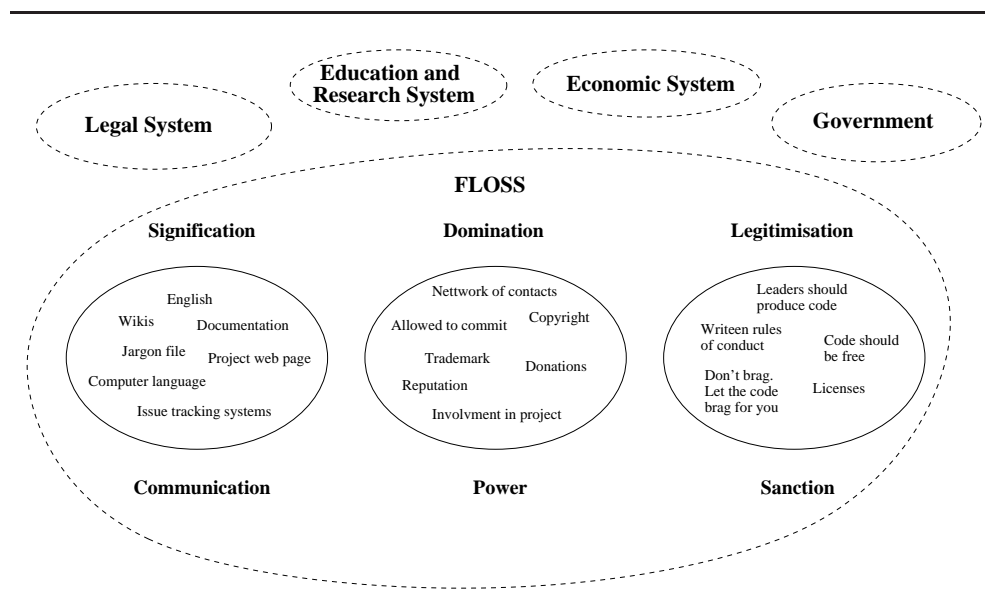 Education and
Research System
Economic System
Legal System
Government
FLOSS
Signification
Domination
Legitimisation
English
Wikis
Documentation
Jargon file
Project web page
Computer language
Issue tracking systems
Nettwork of contacts
Allowed to commit
Copyright
Trademark
Donations
Reputation
Involvment in project
Leaders should
produce code
Writeen rules
of conduct
Code should
be free
Don't brag.
Let the code
brag for you
Licenses
Communication
Power
Sanction